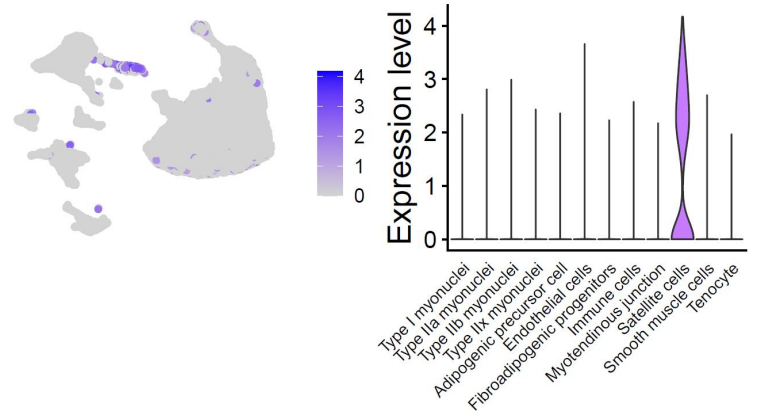 4
3
2
1
0
Expression level
4
3
2
1
0
Type I myonuclei
Type IIa myonuclei
Type IIb myonuclei
Type IIx myonuclei
Adipogenic precursor cell
Endothelial cells
Fibroadipogenic progenitors
Immune cells
Myotendinous junction
Satellite cells
Smooth muscle cells
Tenocyte